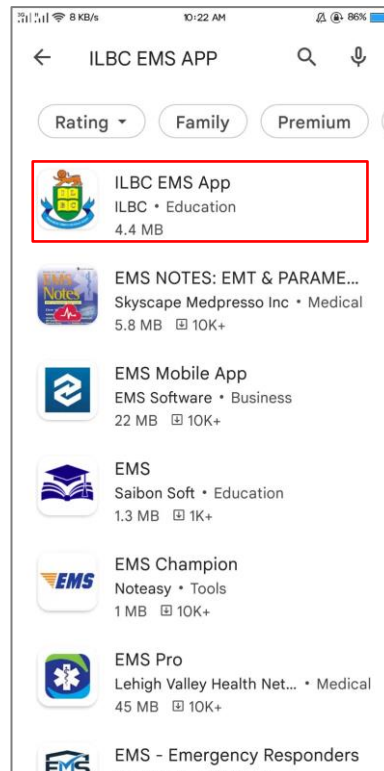 8 KB/s 10:22 AM 86%
ILBC EMS APP
Rating Family Premium
ILBC EMS App
ILBC • Education
4.4 MB
EMS NOTES: EMT & PARAME...
Skyscape Medpresso Inc • Medical
5.8 MB 10K+
EMS Mobile App
EMS Software • Business
22 MB 10K+
EMS
Saibon Soft • Education
1.3 MB 1K+
EMS Champion
Noteasy • Tools
1 MB 10K+
EMS
EMS Pro
Lehigh Valley Health Net... • Medical
45 MB 10K+
EMS - Emergency Responders
EMS